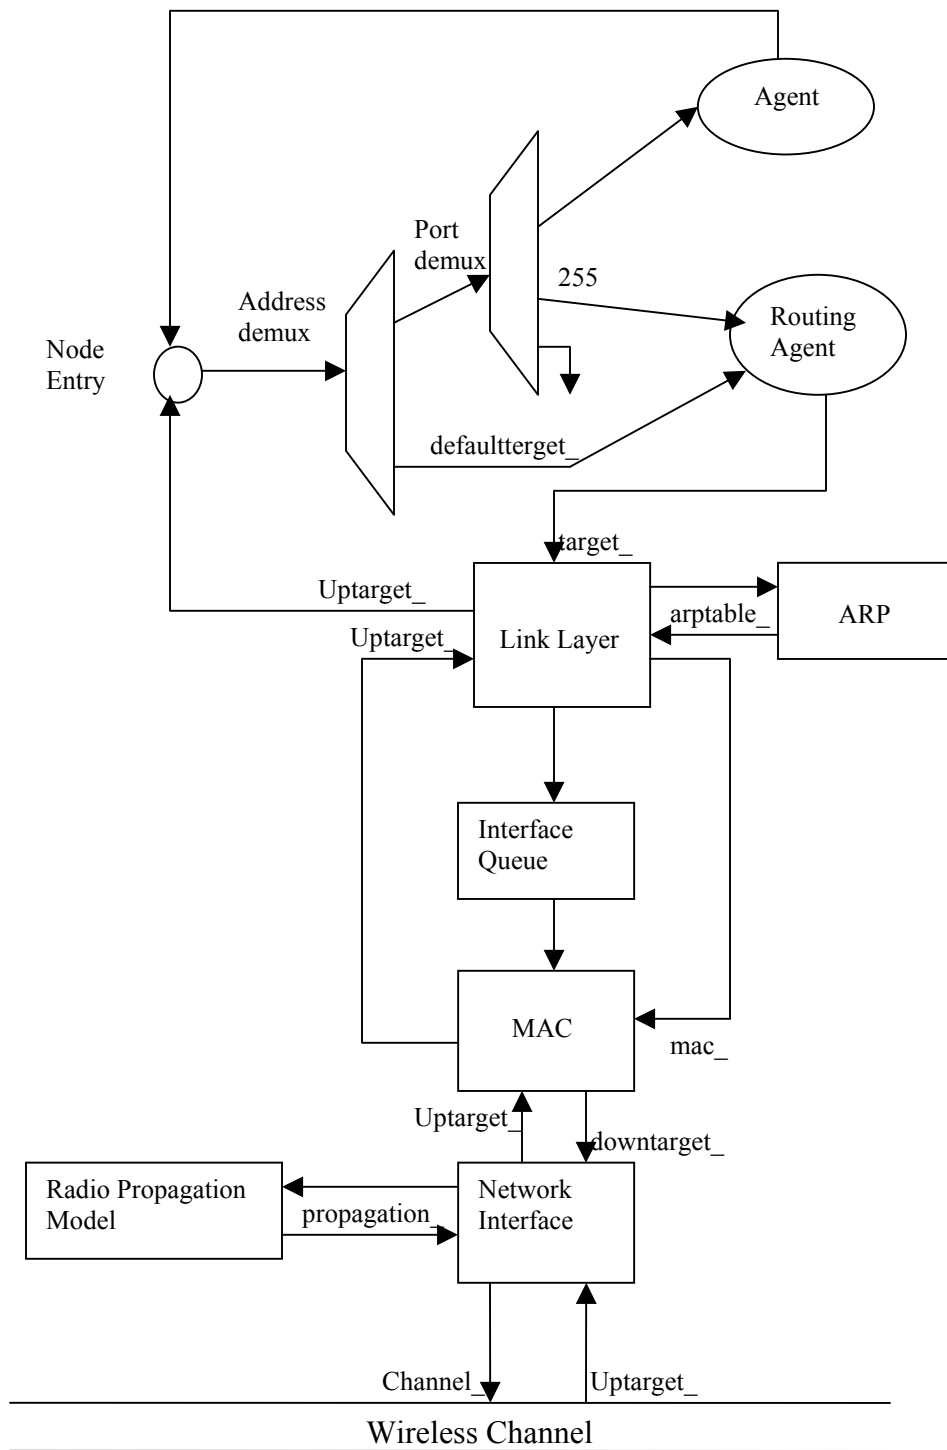 Agent
Port
demux
255
Address
demux
Routing
Agent
Node
Entry
defaultterget_
target_
Uptarget_
arptable_
ARP
Link Layer
Uptarget_
Interface
Queue
MAC
mac_
Uptarget_
downtarget_
Radio Propagation
Model
Network
Interface
propagation_
Channel_
Uptarget_
Wireless Channel